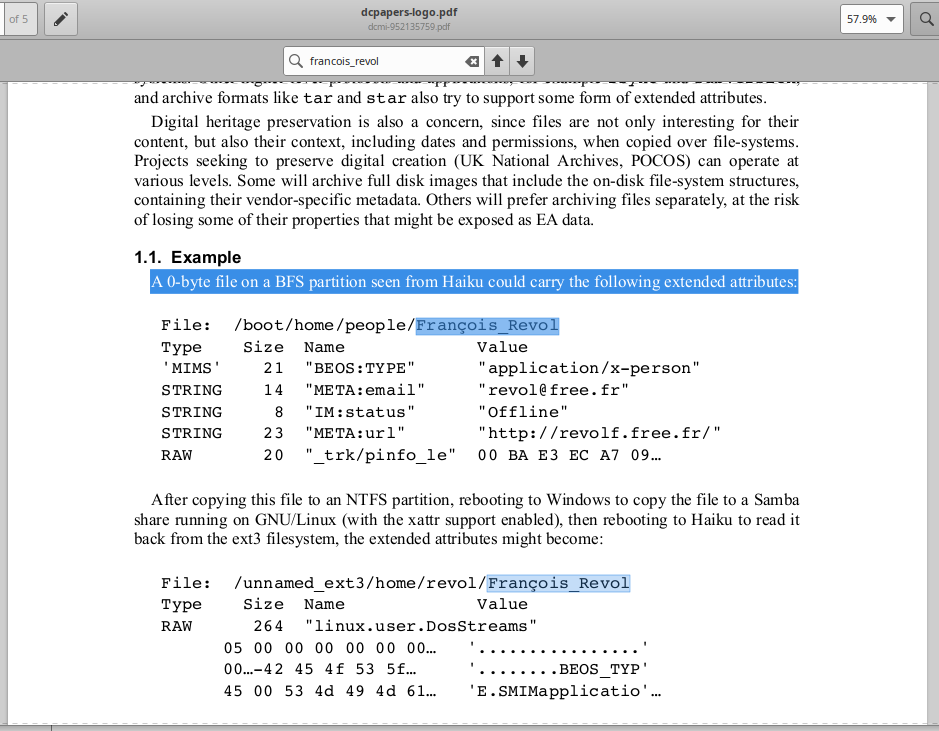 of 5
dcpapers-logo.pdf
dcmi-952135759.pdf
57.9%
francois_revol
and archive formats like tar and star also try to support some form of extended attributes.
Digital heritage preservation is also a concern, since files are not only interesting for their
content, but also their context, including dates and permissions, when copied over file-systems.
Projects seeking to preserve digital creation (UK National Archives, POCOS) can operate at
various levels. Some will archive full disk images that include the on-disk file-system structures,
containing their vendor-specific metadata. Others will prefer archiving files separately, at the risk
of losing some of their properties that might be exposed as EA data.
1.1. Example
A 0-byte file on a BFS partition seen from Haiku could carry the following extended attributes:
File: /boot/home/people/François_Revol
Type Size Name Value
'MIMS' 21 "BEOS:TYPE" "application/x-person"
STRING 14 "META:email" "revol@free.fr"
STRING 8 "IM:status" "Offline"
STRING 23 "META:url" "http://revolf.free.fr/"
RAW 20 "_trk/pinfo_le" 00 BA E3 EC A7 09…
After copying this file to an NTFS partition, rebooting to Windows to copy the file to a Samba
share running on GNU/Linux (with the xattr support enabled), then rebooting to Haiku to read it
back from the ext3 filesystem, the extended attributes might become:
File: /unnamed_ext3/home/revol/François_Revol
Type Size Name Value
RAW 264 "linux.user.DosStreams"
05 00 00 00 00 00 00… '................'
00…-42 45 4f 53 5f… '........BEOS_TYP'
45 00 53 4d 49 4d 61… 'E.SMIMapplicatio'…